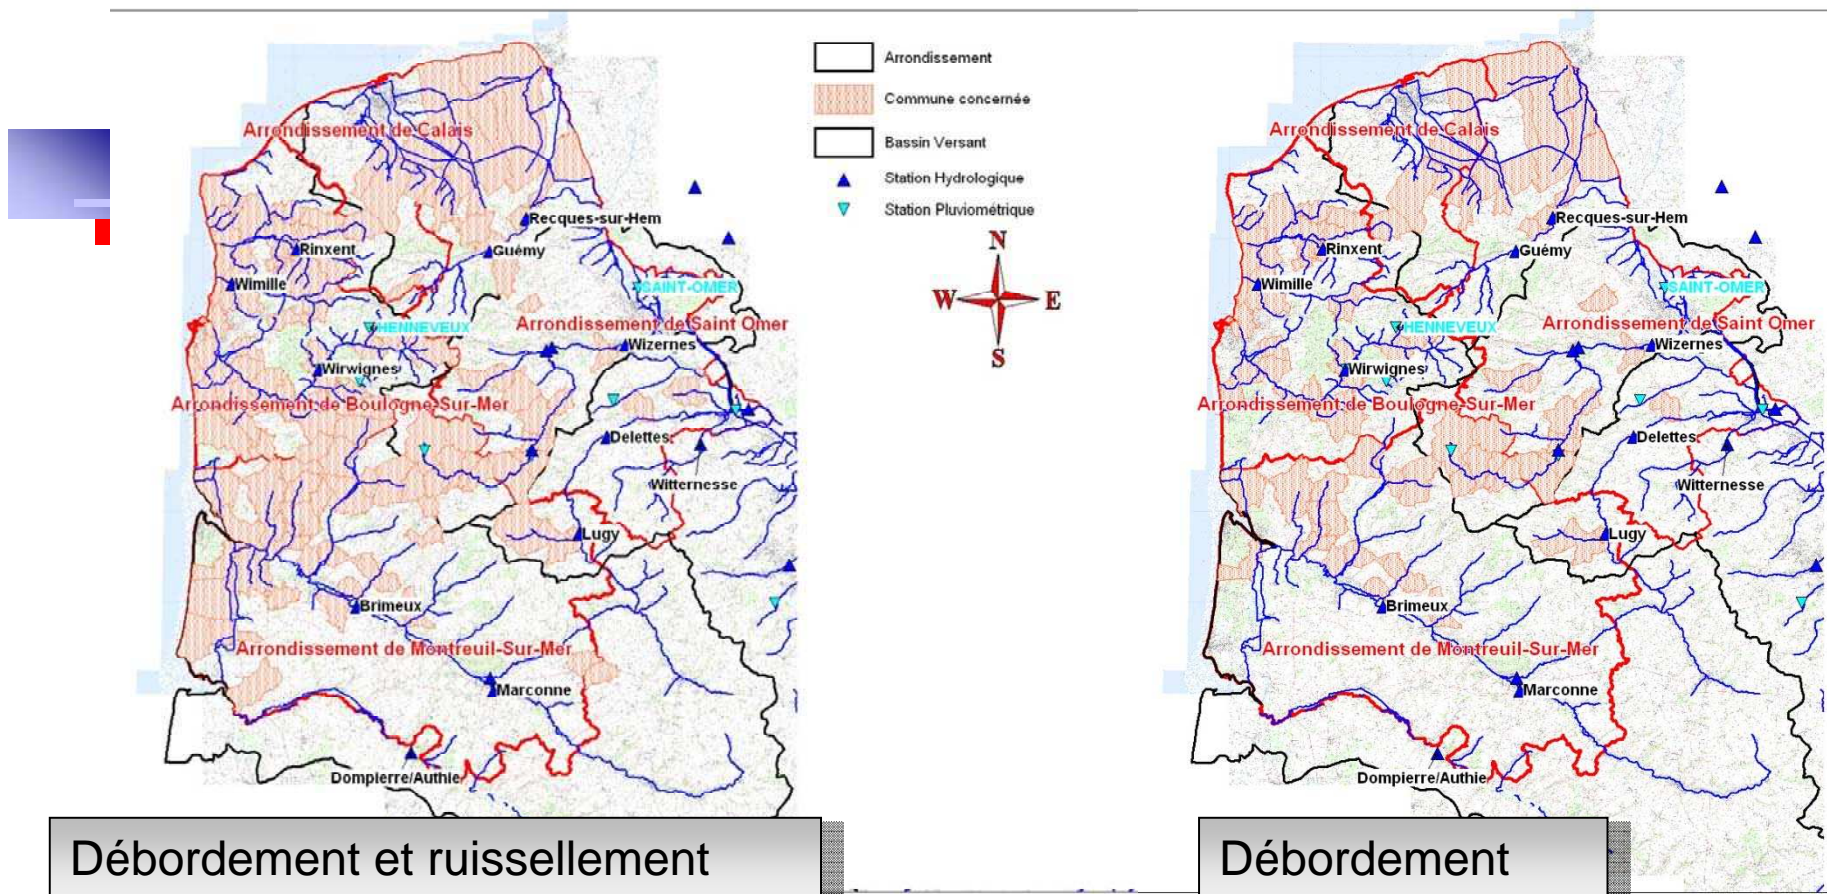 Arrondissement
Commune concernée
Bassin Versant
Station Hydrologique
Station Pluviométrique
N
W
E
S
Arrondissement de Calais
Recques-sur-Hem
Rinxent
Guémy
Wimille
SAINT-OMER
HENNEVEUX
Arrondissement de Saint Omer
Wizernes
Wirwignes
Arrondissement de Boulogne-Sur-Mer
Delettes
Witternesse
Lugy
Brimeux
Arrondissement de Montreuil-Sur-Mer
Marconne
Dompierre/Authie
Débordement et ruissellement
Arrondissement de Calais
Recques-sur-Hem
Rinxent
Guémy
Wimille
SAINT-OMER
HENNEVEUX
Arrondissement de Saint Omer
Wizernes
Wirwignes
Arrondissement de Boulogne-Sur-Mer
Delettes
Witternesse
Lugy
Brimeux
Arrondissement de Montreuil-Sur-Mer
Marconne
Dompierre/Authie
Débordement